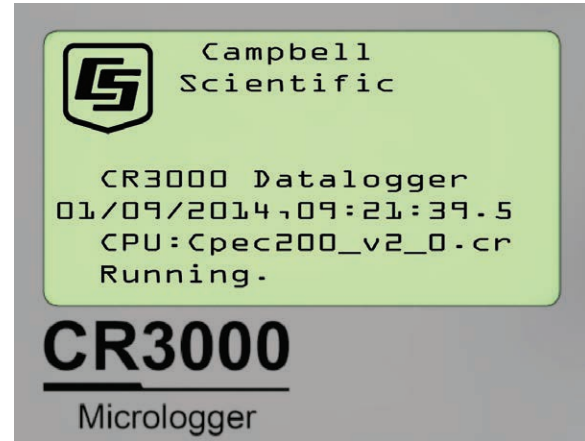 Campbell
Scientific
CR3000 Datalogger
01/09/2014,09:21:39.5
CPU:Cpec200_v2_0.cr
Running.
CR3000
Micrologger